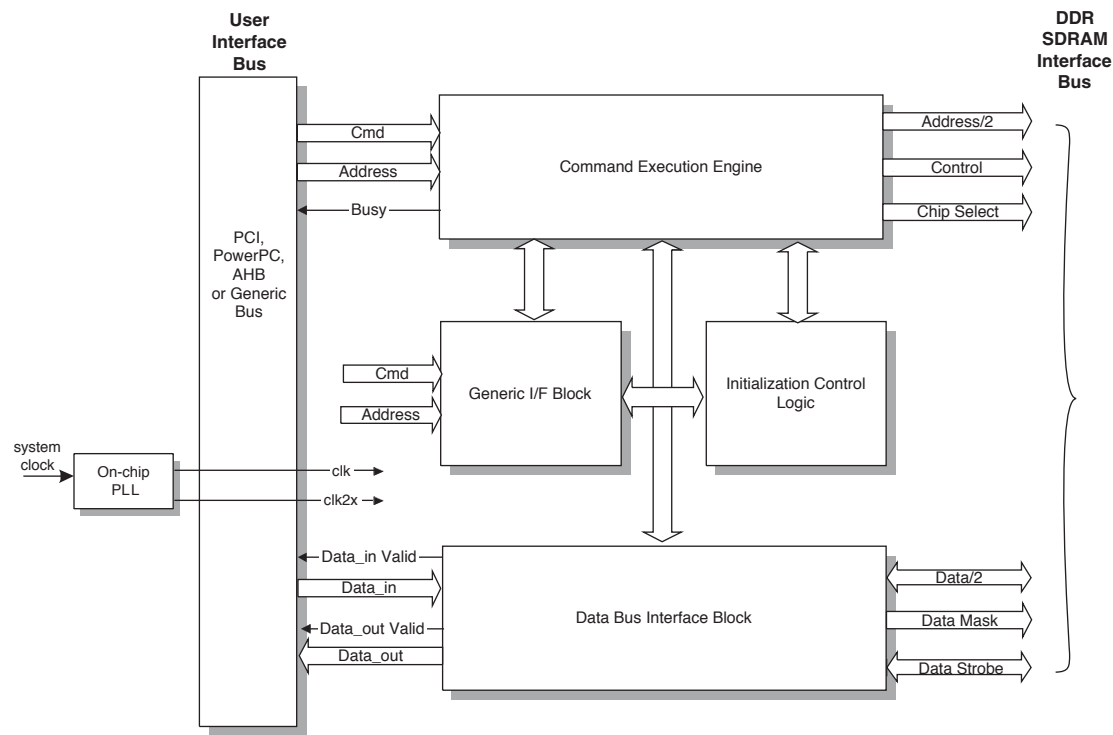 User
Interface
Bus
DDR
SDRAM
Interface
Bus
Cmd
Address
Busy
Command Execution Engine
Address/2
Control
Chip Select
PCI,
PowerPC,
AHB
or Generic
Bus
Cmd
Address
Generic I/F Block
Initialization Control
Logic
system
clock
On-chip
PLL
clk
clk2x
Data_in Valid
Data_in
Data_out Valid
Data_out
Data Bus Interface Block
Data/2
Data Mask
Data Strobe